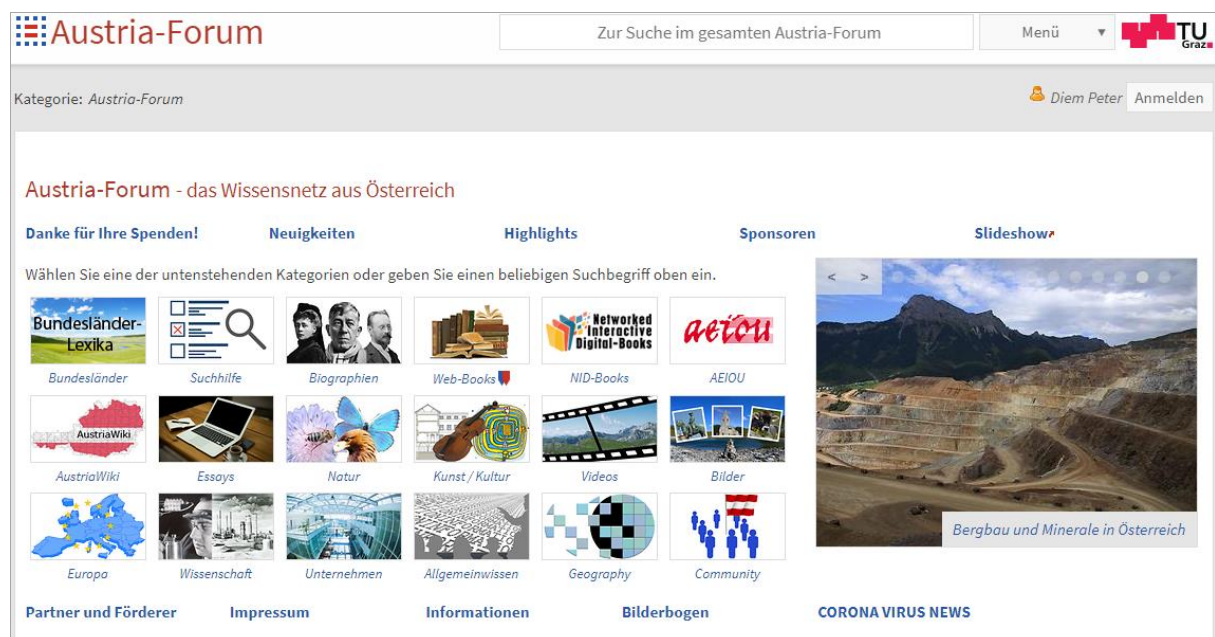 Austria-Forum
Zur Suche im gesamten Austria-Forum
Menü ▼
TU Graz
Kategorie: Austria-Forum
Diem Peter Anmelden
Austria-Forum - das Wissensnetz aus Österreich
Danke für Ihre Spenden! Neuigkeiten Highlights Sponsoren Slideshow
Wählen Sie eine der untenstehenden Kategorien oder geben Sie einen beliebigen Suchbegriff oben ein.
< >
Bundesländer-
Lexika
Networked
Interactive
Digital-Books
aeiou
Bundesländer Suchhilfe Biographien Web-Books NID-Books AEIOU
AustriaWiki
AustriaWiki Essays Natur Kunst / Kultur Videos Bilder
Bergbau und Minerale in Österreich
Europa Wissenschaft Unternehmen Allgemeinwissen Geography Community
Partner und Förderer Impressum Informationen Bilderbogen CORONA VIRUS NEWS